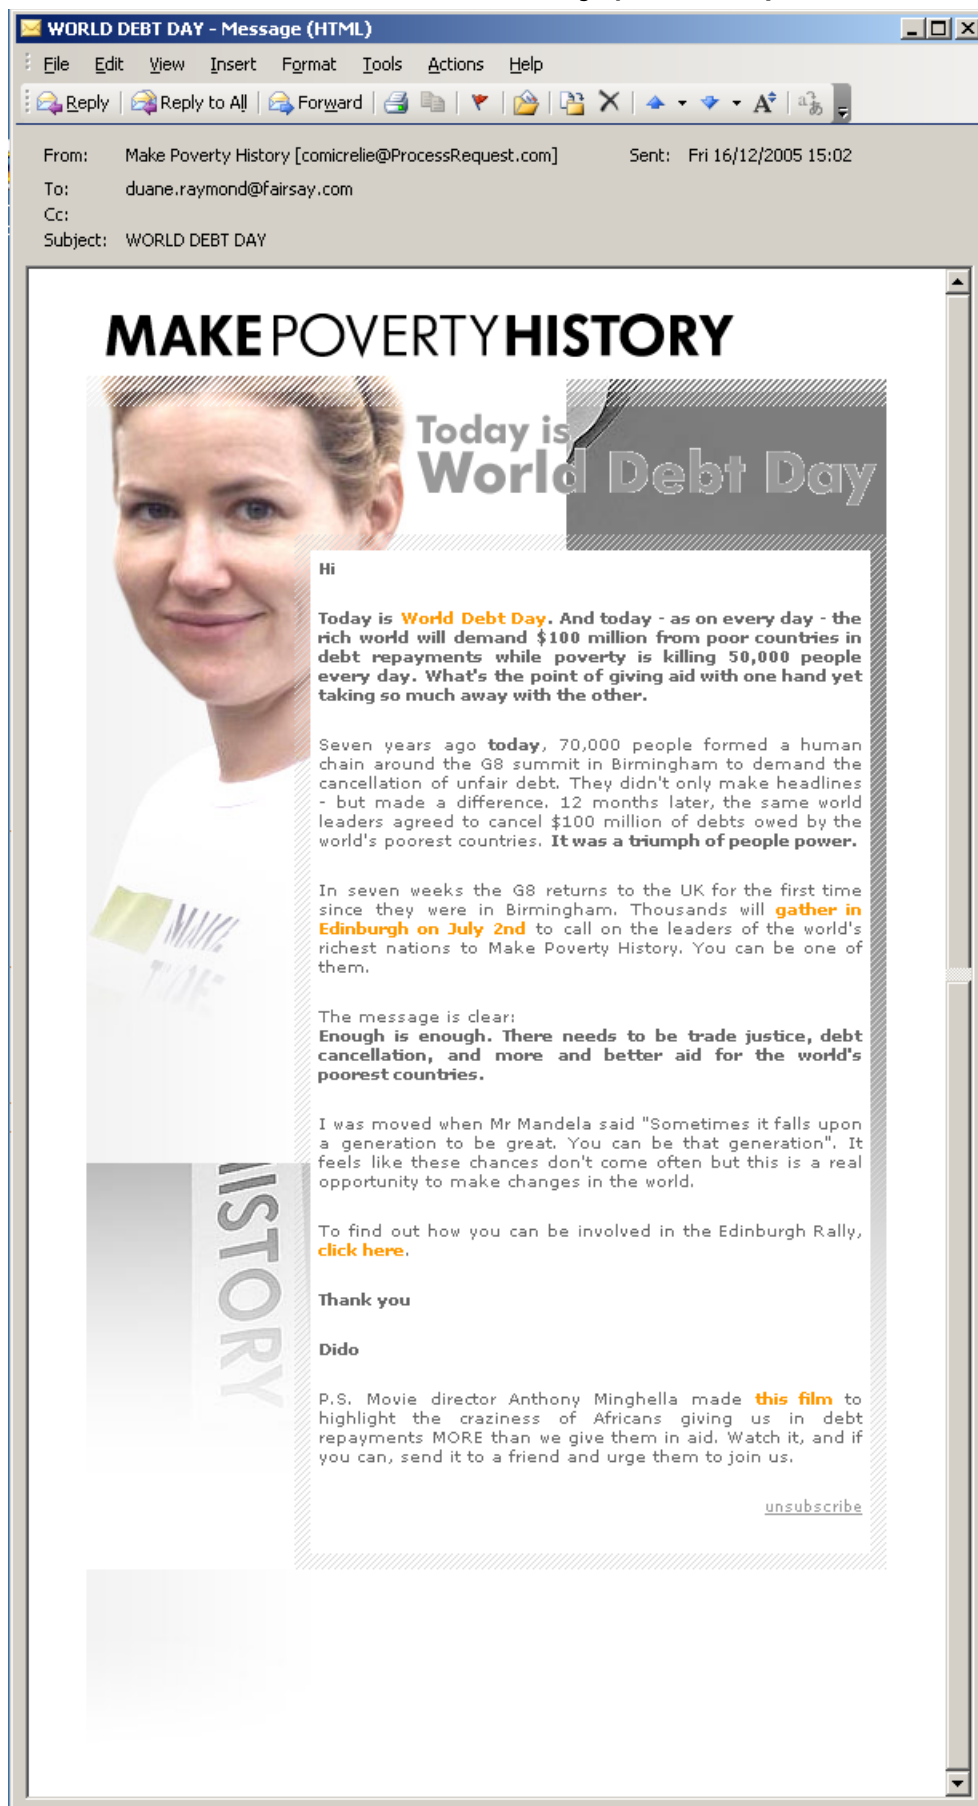 WORLD DEBT DAY - Message (HTML)
File Edit View Insert Format Tools Actions Help
Reply Reply to All Forward
From: Make Poverty History [comicrelie@ProcessRequest.com] Sent: Fri 16/12/2005 15:02
To: duane.raymond@fairsay.com
Cc:
Subject: WORLD DEBT DAY
MAKEPOVERTYHISTORY
Today is
World Debt Day
Hi
Today is World Debt Day. And today - as on every day - the
rich world will demand $100 million from poor countries in
debt repayments while poverty is killing 50,000 people
every day. What's the point of giving aid with one hand yet
taking so much away with the other.
Seven years ago today, 70,000 people formed a human
chain around the G8 summit in Birmingham to demand the
cancellation of unfair debt. They didn't only make headlines
- but made a difference. 12 months later, the same world
leaders agreed to cancel $100 million of debts owed by the
world's poorest countries. It was a triumph of people power.
In seven weeks the G8 returns to the UK for the first time
since they were in Birmingham. Thousands will gather in
Edinburgh on July 2nd to call on the leaders of the world's
richest nations to Make Poverty History. You can be one of
them.
The message is clear:
Enough is enough. There needs to be trade justice, debt
cancellation, and more and better aid for the world's
poorest countries.
I was moved when Mr Mandela said "Sometimes it falls upon
a generation to be great. You can be that generation". It
feels like these chances don't come often but this is a real
opportunity to make changes in the world.
To find out how you can be involved in the Edinburgh Rally,
click here.
Thank you
Dido
P.S. Movie director Anthony Minghella made this film to
highlight the craziness of Africans giving us in debt
repayments MORE than we give them in aid. Watch it, and if
you can, send it to a friend and urge them to join us.
unsubscribe
MAKE
HISTORY